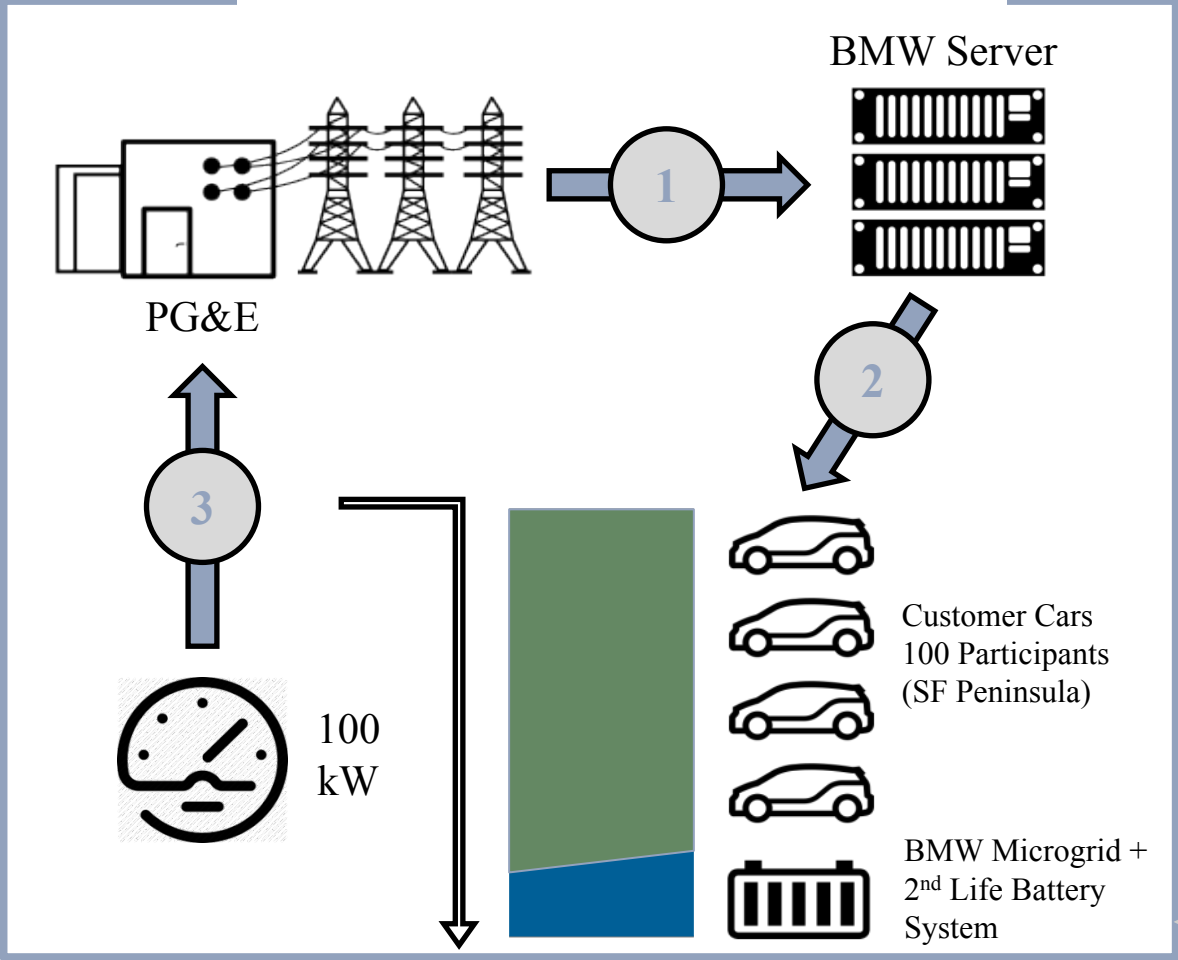 BMW Server
1
PG&E
2
3
Customer Cars
100 Participants
(SF Peninsula)
100
kW
BMW Microgrid +
2nd Life Battery
System